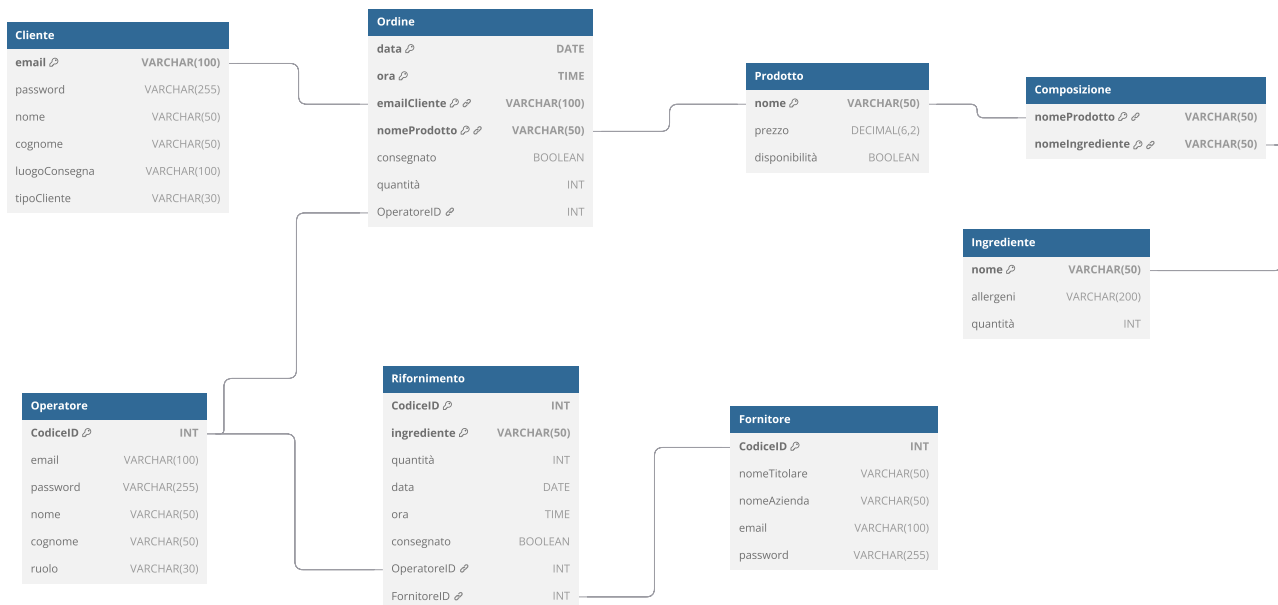 Cliente
email VARCHAR(100)
password VARCHAR(255)
nome VARCHAR(50)
cognome VARCHAR(50)
luogoConsegna VARCHAR(100)
tipoCliente VARCHAR(30)
Ordine
data DATE
ora TIME
emailCliente VARCHAR(100)
nomeProdotto VARCHAR(50)
consegnato BOOLEAN
quantità INT
OperatoreID INT
Prodotto
nome VARCHAR(50)
prezzo DECIMAL(6,2)
disponibilità BOOLEAN
Composizione
nomeProdotto VARCHAR(50)
nomeIngrediente VARCHAR(50)
Ingrediente
nome VARCHAR(50)
allergeni VARCHAR(200)
quantità INT
Operatore
CodiceID INT
email VARCHAR(100)
password VARCHAR(255)
nome VARCHAR(50)
cognome VARCHAR(50)
ruolo VARCHAR(30)
Rifornimento
CodiceID INT
ingrediente VARCHAR(50)
quantità INT
data DATE
ora TIME
consegnato BOOLEAN
OperatoreID INT
FornitoreID INT
Fornitore
CodiceID INT
nomeTitolare VARCHAR(50)
nomeAzienda VARCHAR(50)
email VARCHAR(100)
password VARCHAR(255)